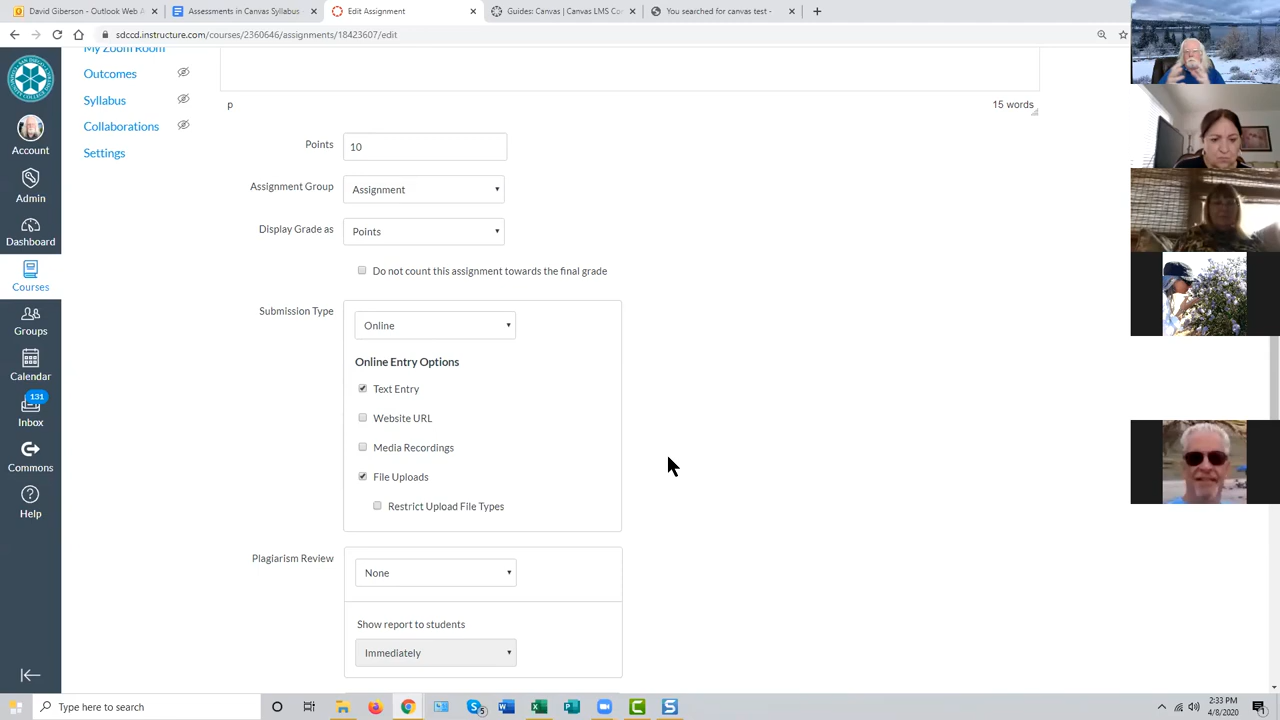 David Giberson - Outlook Web A
Assessments in Canvas Syllabus
Edit Assignment
Guides: Canvas | Canvas LMS Co
You searched for canvas test -
sdccd.instructure.com/courses/2360646/assignments/18423607/edit
My Zoom Room
Outcomes
Syllabus
Collaborations
Settings
Account
Admin
Dashboard
Courses
Groups
Calendar
131
Inbox
Commons
Help
p
15 words
Points
10
Assignment Group
Assignment
Display Grade as
Points
Do not count this assignment towards the final grade
Submission Type
Online
Online Entry Options
Text Entry
Website URL
Media Recordings
File Uploads
Restrict Upload File Types
Plagiarism Review
None
Show report to students
Immediately
Type here to search
5
2:33 PM
4/8/2020
1